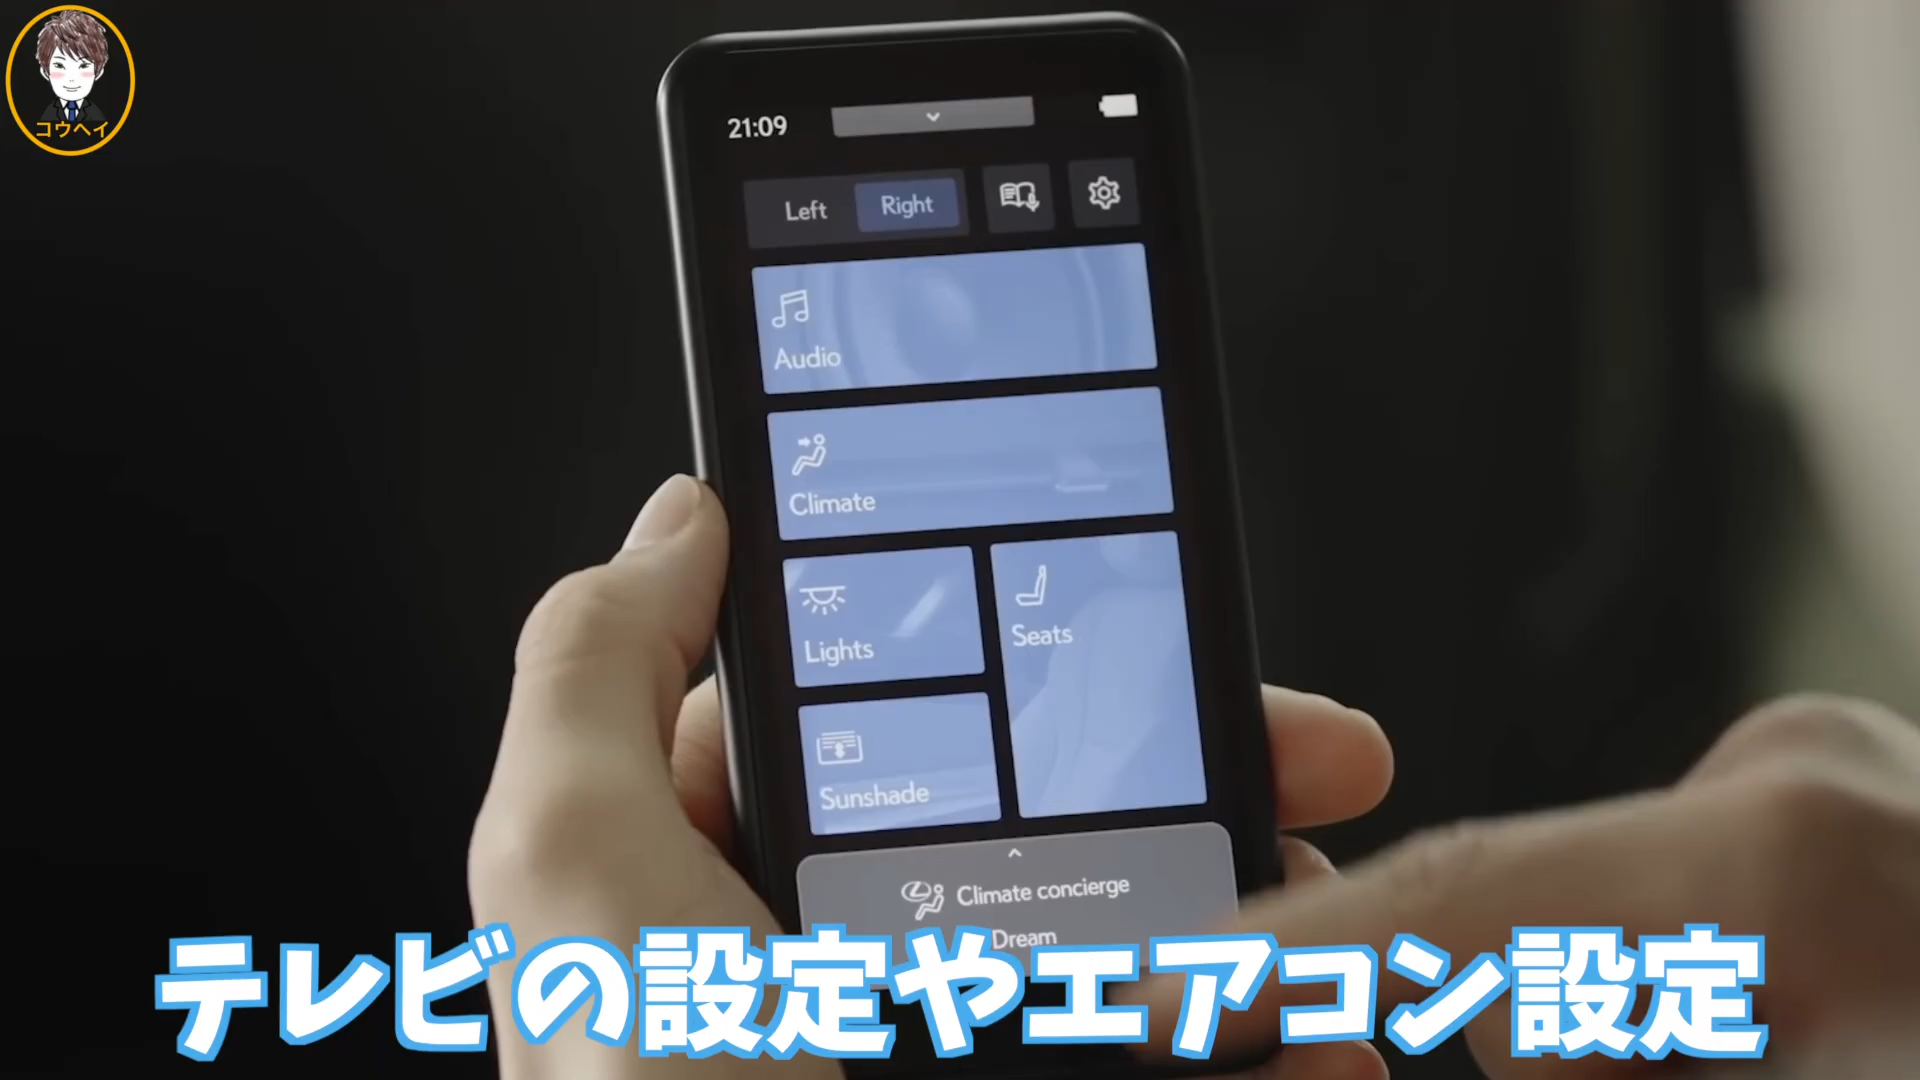 コウヘイ
21:09
Left
Right
Audio
Climate
Lights
Seats
Sunshade
Climate concierge
Dream
テレビの設定やエアコン設定